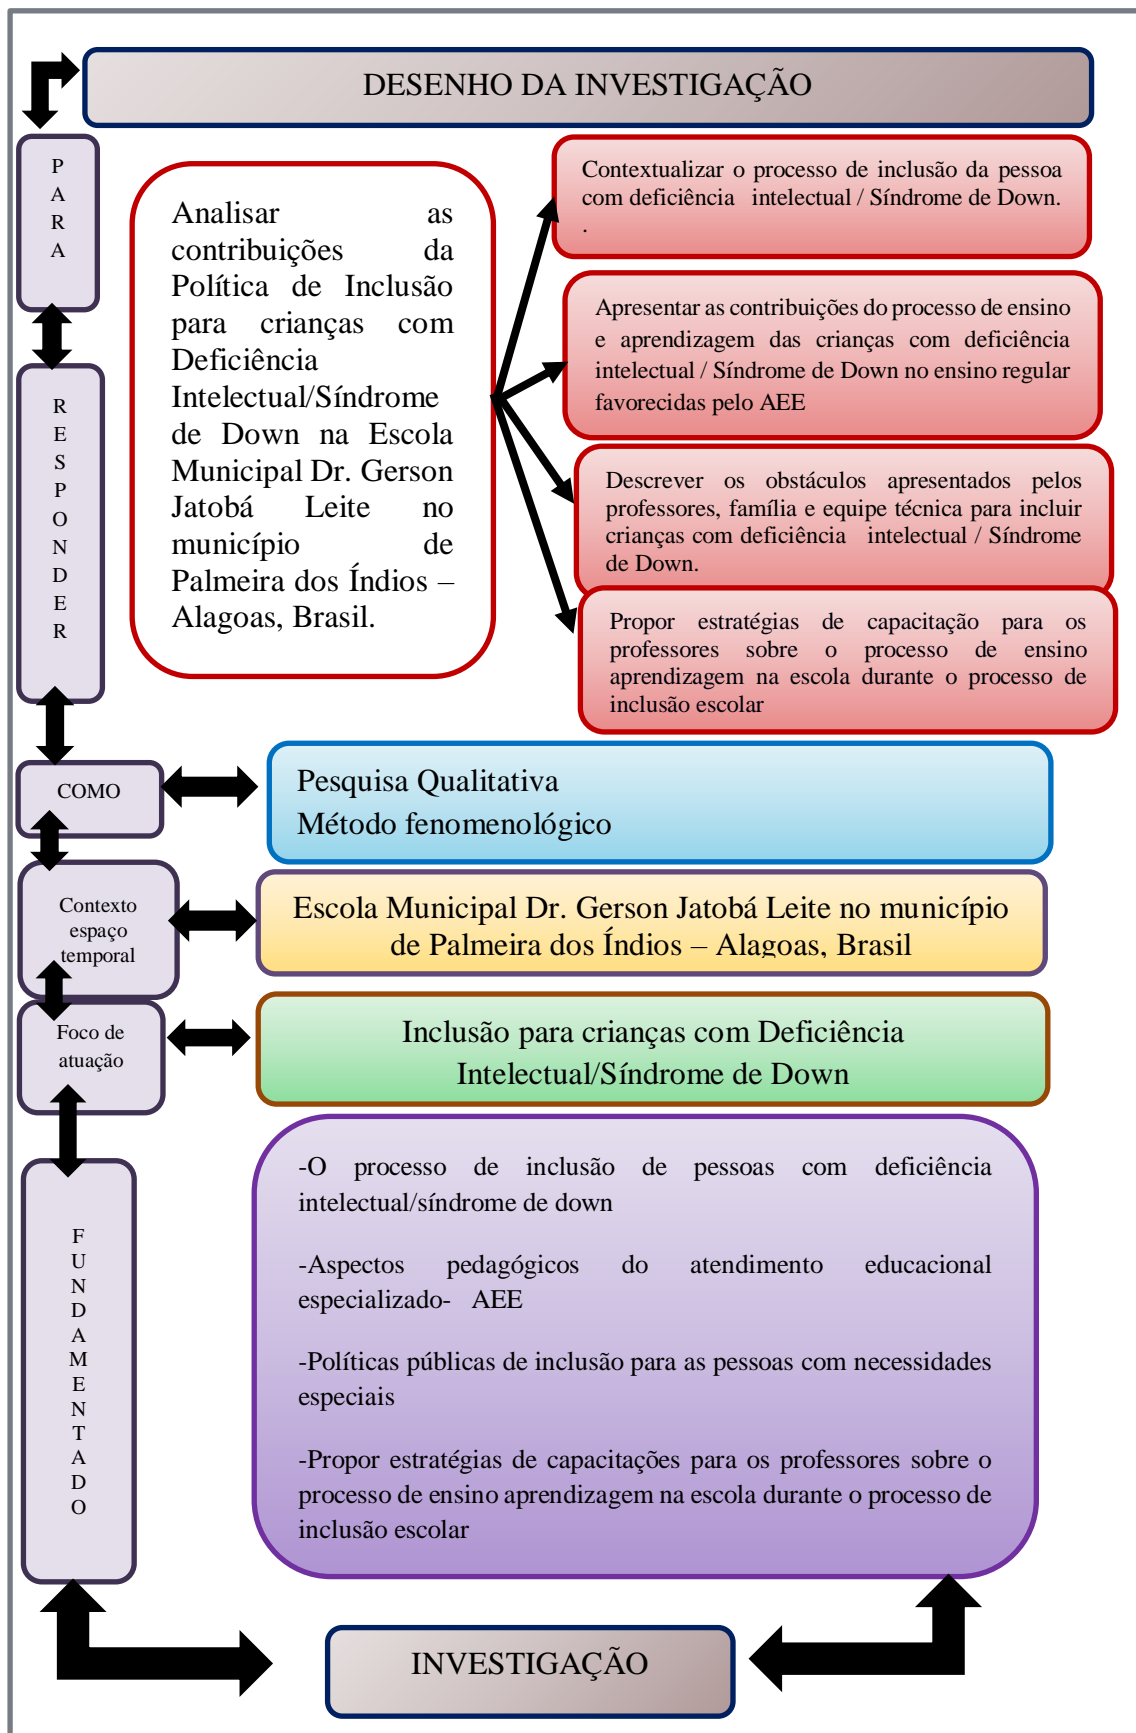 DESENHO DA INVESTIGAÇÃO
PARA
Analisar as
contribuições da
Política de Inclusão
para crianças com
Deficiência
Intelectual/Síndrome
de Down na Escola
Municipal Dr. Gerson
Jatobá Leite no
município de
Palmeira dos Índios –
Alagoas, Brasil.
Contextualizar o processo de inclusão da pessoa
com deficiência intelectual / Síndrome de Down.
.
Apresentar as contribuições do processo de ensino
e aprendizagem das crianças com deficiência
intelectual / Síndrome de Down no ensino regular
favorecidas pelo AEE
Descrever os obstáculos apresentados pelos
professores, família e equipe técnica para incluir
crianças com deficiência intelectual / Síndrome
de Down.
Propor estratégias de capacitação para os
professores sobre o processo de ensino
aprendizagem na escola durante o processo de
inclusão escolar
RESPONDER
COMO
Pesquisa Qualitativa
Método fenomenológico
Contexto
espaço
temporal
Escola Municipal Dr. Gerson Jatobá Leite no município
de Palmeira dos Índios – Alagoas, Brasil
Foco de
atuação
Inclusão para crianças com Deficiência
Intelectual/Síndrome de Down
FUNDAMENTADO
-O processo de inclusão de pessoas com deficiência
intelectual/síndrome de down
-Aspectos pedagógicos do atendimento educacional
especializado- AEE
-Políticas públicas de inclusão para as pessoas com necessidades
especiais
-Propor estratégias de capacitações para os professores sobre o
processo de ensino aprendizagem na escola durante o processo de
inclusão escolar
INVESTIGAÇÃO